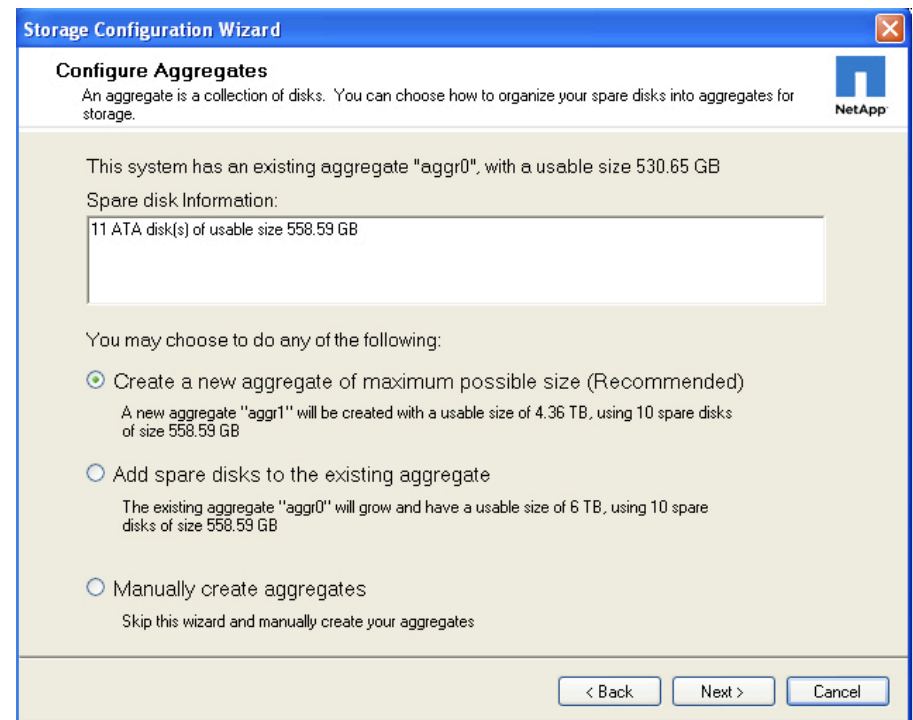 Storage Configuration Wizard
Configure Aggregates
An aggregate is a collection of disks. You can choose how to organize your spare disks into aggregates for
storage.
NetApp
This system has an existing aggregate "aggr0", with a usable size 530.65 GB
Spare disk Information:
11 ATA disk(s) of usable size 558.59 GB
You may choose to do any of the following:
Create a new aggregate of maximum possible size (Recommended)
A new aggregate "aggr1" will be created with a usable size of 4.36 TB, using 10 spare disks
of size 558.59 GB
Add spare disks to the existing aggregate
The existing aggregate "aggr0" will grow and have a usable size of 6 TB, using 10 spare
disks of size 558.59 GB
Manually create aggregates
Skip this wizard and manually create your aggregates
< Back Next > Cancel